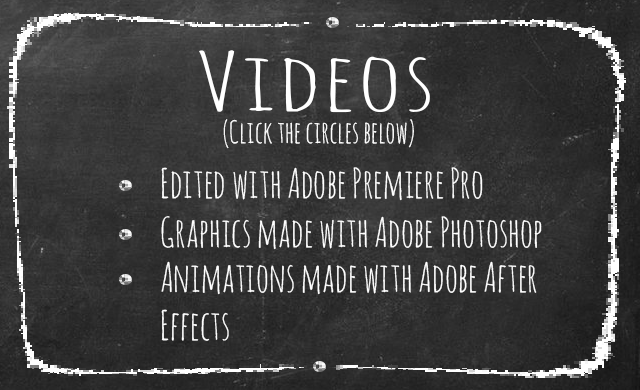 Videos
(Click the circles below)
Edited with Adobe Premiere Pro
Graphics made with Adobe Photoshop
Animations made with Adobe After
Effects